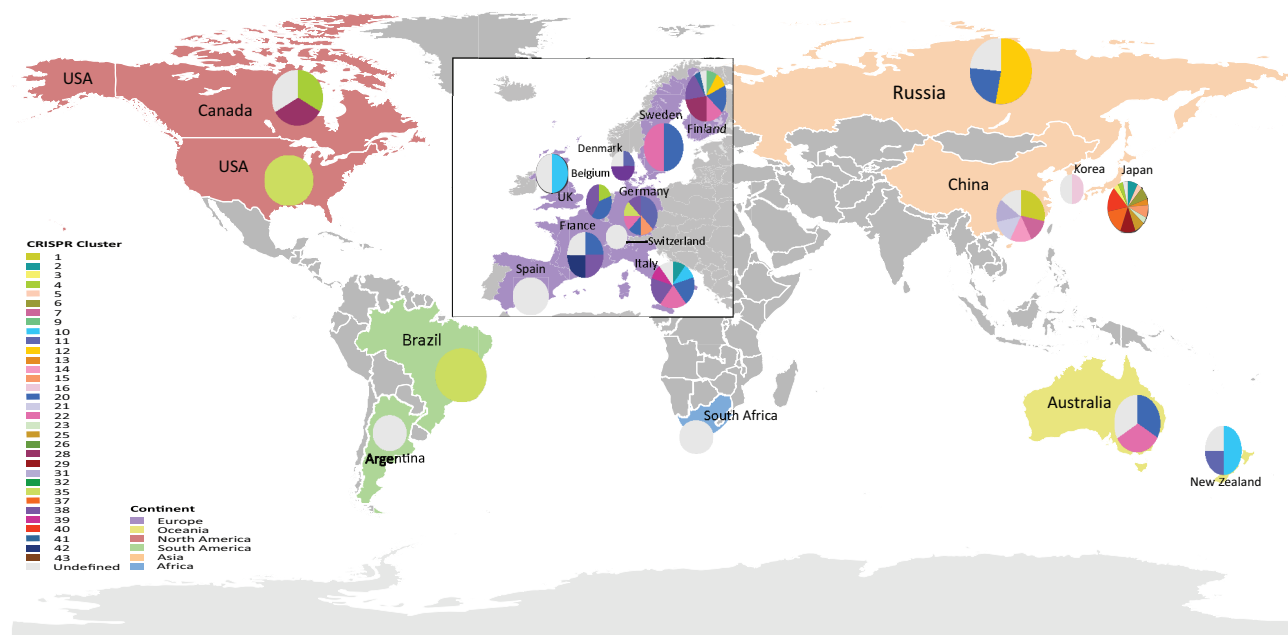 USA
Canada
USA
Russia
Sweden
Finland
Denmark
Belgium
UK
Germany
France
Switzerland
Italy
Spain
China
Korea
Japan
Brazil
Argentina
South Africa
Australia
New Zealand
CRISPR Cluster
1
2
3
4
5
6
7
9
10
11
12
13
14
15
16
20
21
22
23
25
26
28
29
31
32
35
37
38
39
40
41
42
43
Undefined
Continent
Europe
Oceania
North America
South America
Asia
Africa